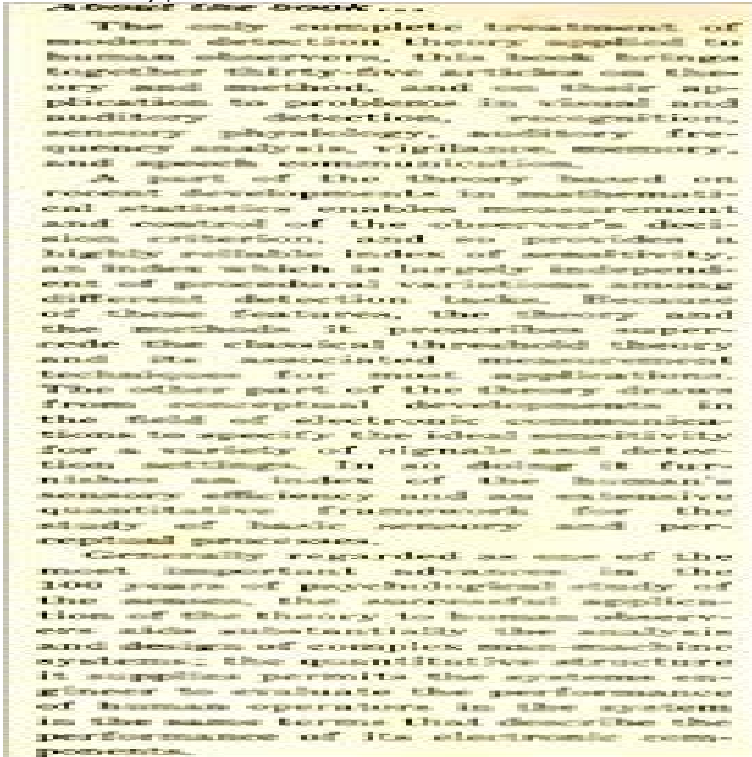 About the book ...
The only complete treatment of
modern detection theory applied to
human observers, this book brings
together thirty-five articles on the-
ory and method, and on their ap-
plication to problems in visual and
auditory detection, recognition,
sensory physiology, auditory fre-
quency analysis, vigilance, memory,
and speech communication.
A part of the theory based on
recent developments in mathemati-
cal statistics enables measurement
and control of the observer's deci-
sion criterion, and so provides a
highly reliable index of sensitivity,
an index which is largely independ-
ent of procedural variations among
different detection tasks. Because
of these features, the theory and
the methods it prescribes super-
cede the classical threshold theory
and its associated measurement
techniques for most applications.
The other part of the theory draws
from conceptual developments in
the field of electronic communica-
tions to specify the ideal sensitivity
for a variety of signals and detec-
tion settings. In so doing it fur-
nishes an index of the human's
sensory efficiency and an extensive
quantitative framework for the
study of basic sensory and per-
ceptual processes.
Generally regarded as one of the
most important advances in the
100 years of psychological study of
the senses, the successful applica-
tion of the theory to human observ-
ers aids substantially the analysis
and design of complex man-machine
systems: the quantitative structure
it supplies permits the systems en-
gineer to evaluate the performance
of human operators in the system
in the same terms that describe the
performance of its electronic com-
ponents.